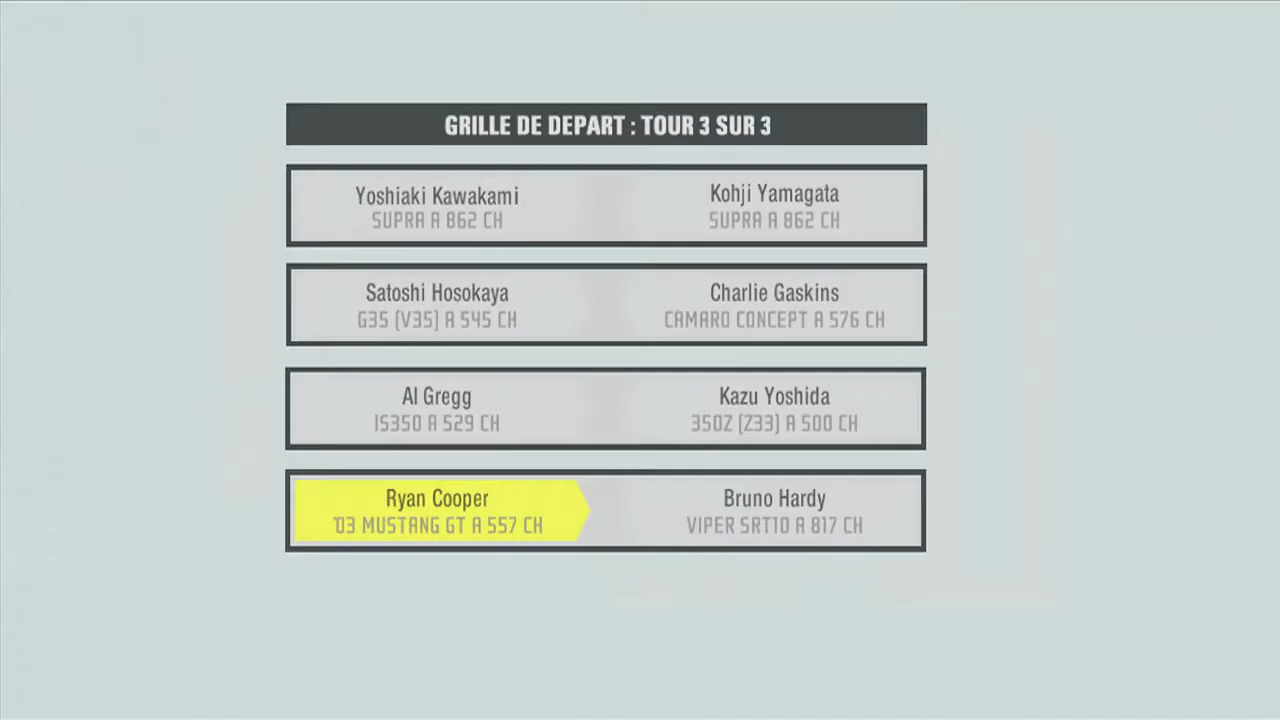 GRILLE DE DEPART : TOUR 3 SUR 3
Yoshiaki Kawakami
SUPRA A 862 CH
Kohji Yamagata
SUPRA A 862 CH
Satoshi Hosokaya
G35 (V35) A 545 CH
Charlie Gaskins
CAMARO CONCEPT A 576 CH
Al Gregg
IS350 A 529 CH
Kazu Yoshida
350Z (Z33) A 500 CH
Ryan Cooper
'03 MUSTANG GT A 557 CH
Bruno Hardy
VIPER SRT10 A 817 CH